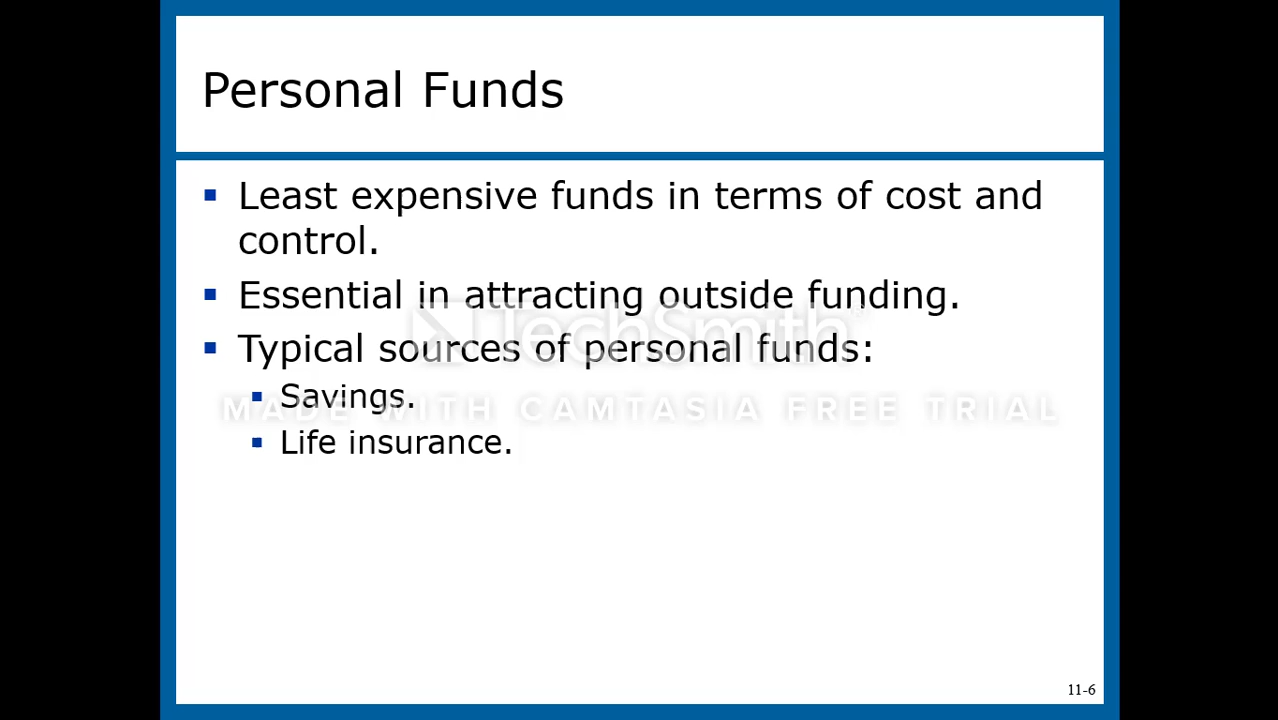 Personal Funds
Least expensive funds in terms of cost and
control.
Essential in attracting outside funding.
Typical sources of personal funds:
TechSmith®
Savings.
MADE WITH CAMTASIA FREE TRIAL
Life insurance.
11-6